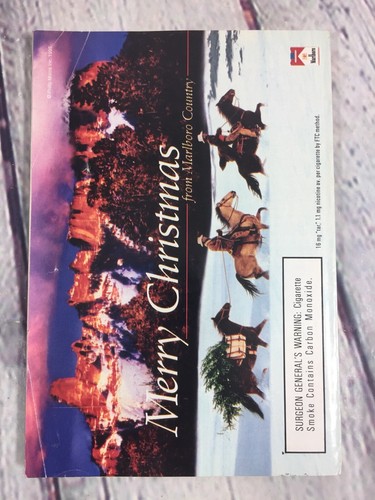 Merry Christmas
from Marlboro Country
Marlboro
16 mg "tar," 1.1 mg nicotine av. per cigarette by FTC method.
SURGEON GENERAL'S WARNING: Cigarette
Smoke Contains Carbon Monoxide.